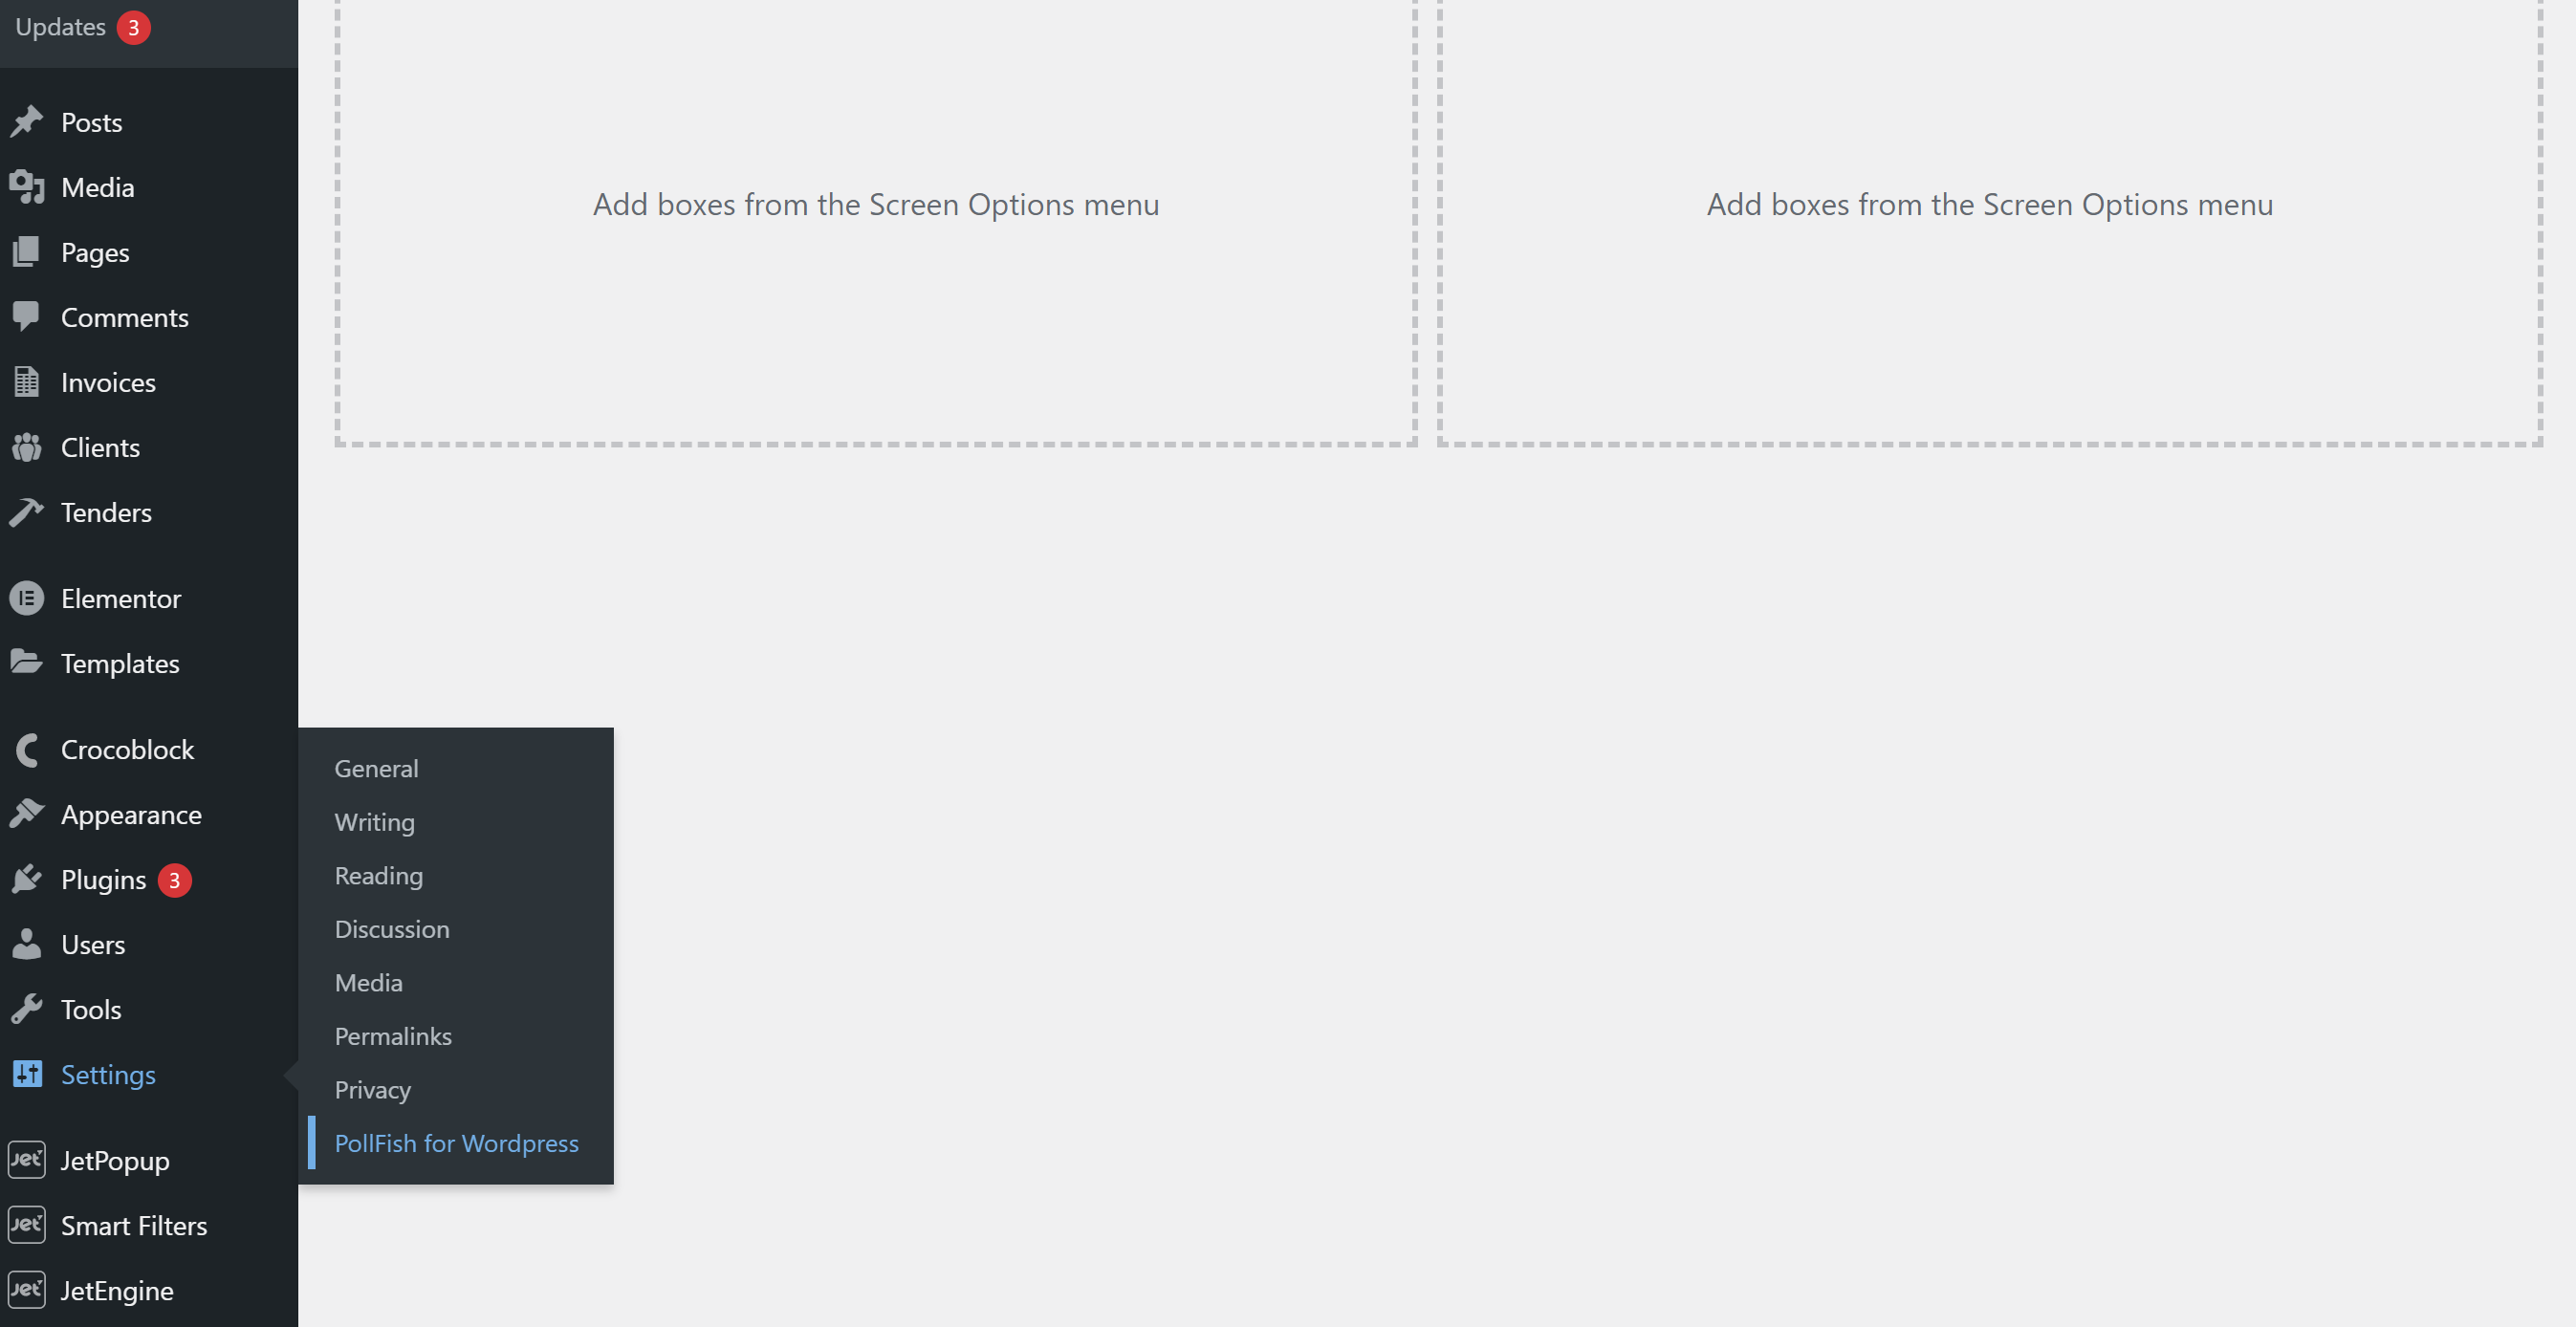 Updates 3
Posts
Media
Pages
Comments
Invoices
Clients
Tenders
Elementor
Templates
Crocoblock
Appearance
Plugins 3
Users
Tools
Settings
Jet JetPopup
Jet Smart Filters
Jet JetEngine
General
Writing
Reading
Discussion
Media
Permalinks
Privacy
PollFish for Wordpress
Add boxes from the Screen Options menu
Add boxes from the Screen Options menu